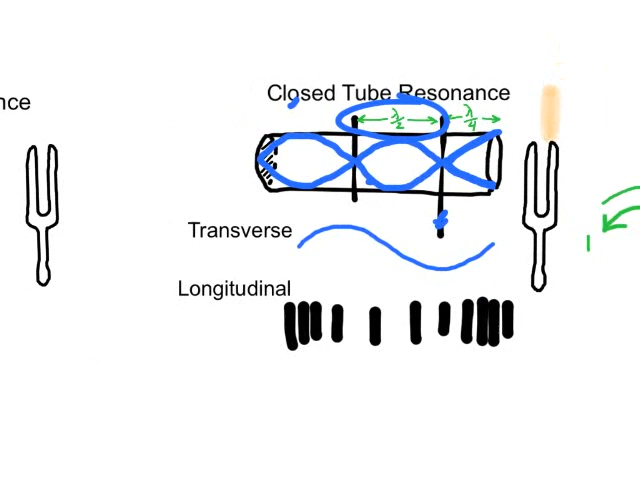 nce
Closed Tube Resonance
λ/2 λ/4
Transverse
Longitudinal